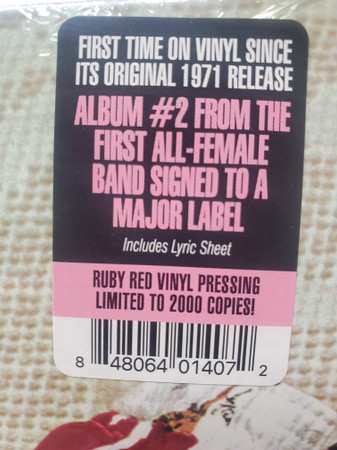 FIRST TIME ON VINYL SINCE
ITS ORIGINAL 1971 RELEASE
ALBUM #2 FROM THE
FIRST ALL-FEMALE
BAND SIGNED TO A
MAJOR LABEL
Includes Lyric Sheet
RUBY RED VINYL PRESSING
LIMITED TO 2000 COPIES!
8 48064 01407 2